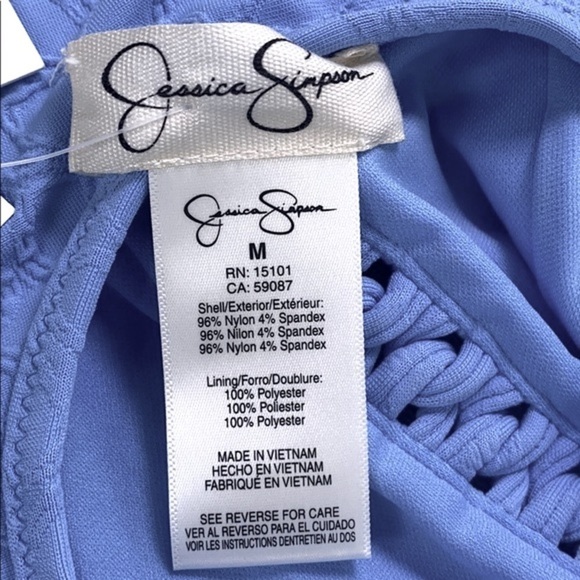 Jessica Simpson
Jessica Simpson
M
RN: 15101
CA: 59087
Shell/Exterior/Extérieur:
96% Nylon 4% Spandex
96% Nilon 4% Spandex
96% Nylon 4% Spandex
Lining/Forro/Doublure:
100% Polyester
100% Poliester
100% Polyester
MADE IN VIETNAM
HECHO EN VIETNAM
FABRIQUÉ EN VIETNAM
SEE REVERSE FOR CARE
VER AL REVERSO PARA EL CUIDADO
VOIR LES INSTRUCTIONS D'ENTRETIEN AU DOS